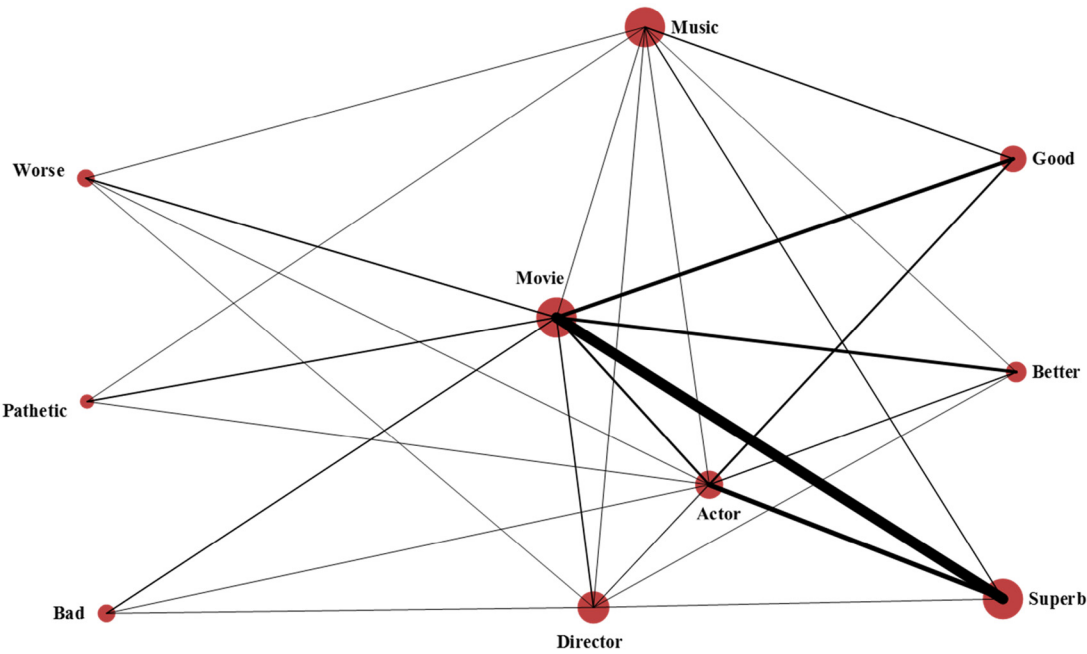 Music
Good
Worse
Movie
Better
Pathetic
Actor
Superb
Bad
Director